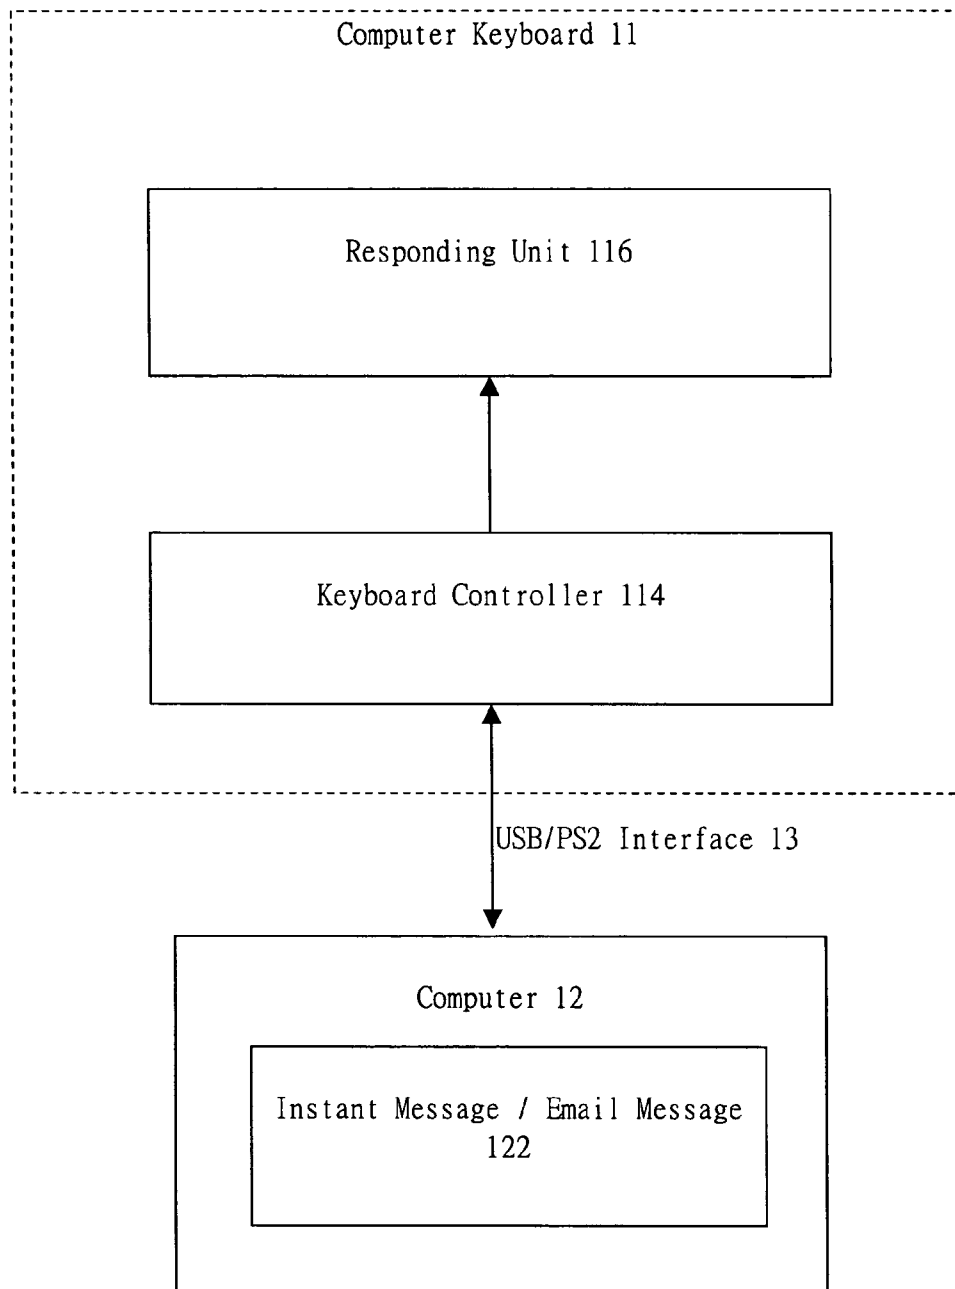 Computer Keyboard 11
Responding Unit 116
Keyboard Controller 114
USB/PS2 Interface 13
Computer 12
Instant Message / Email Message
122